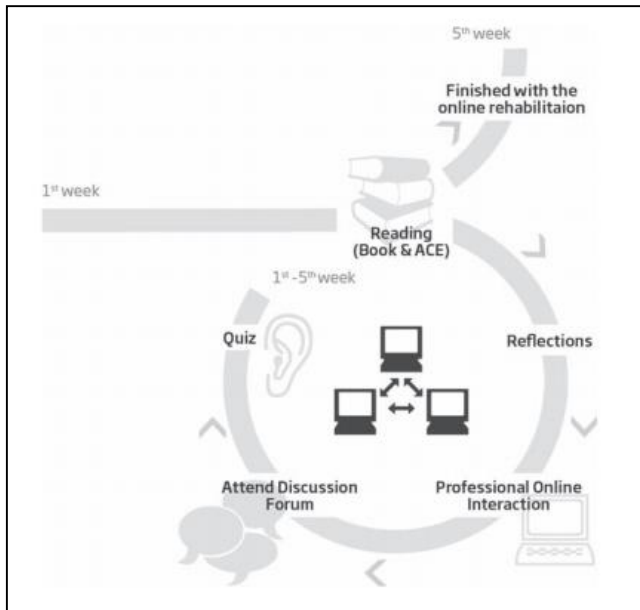 5th week
Finished with the
online rehabilitaion
1st week
Reading
(Book & ACE)
1st -5th week
Quiz
Reflections
Attend Discussion
Forum
Professional Online
Interaction